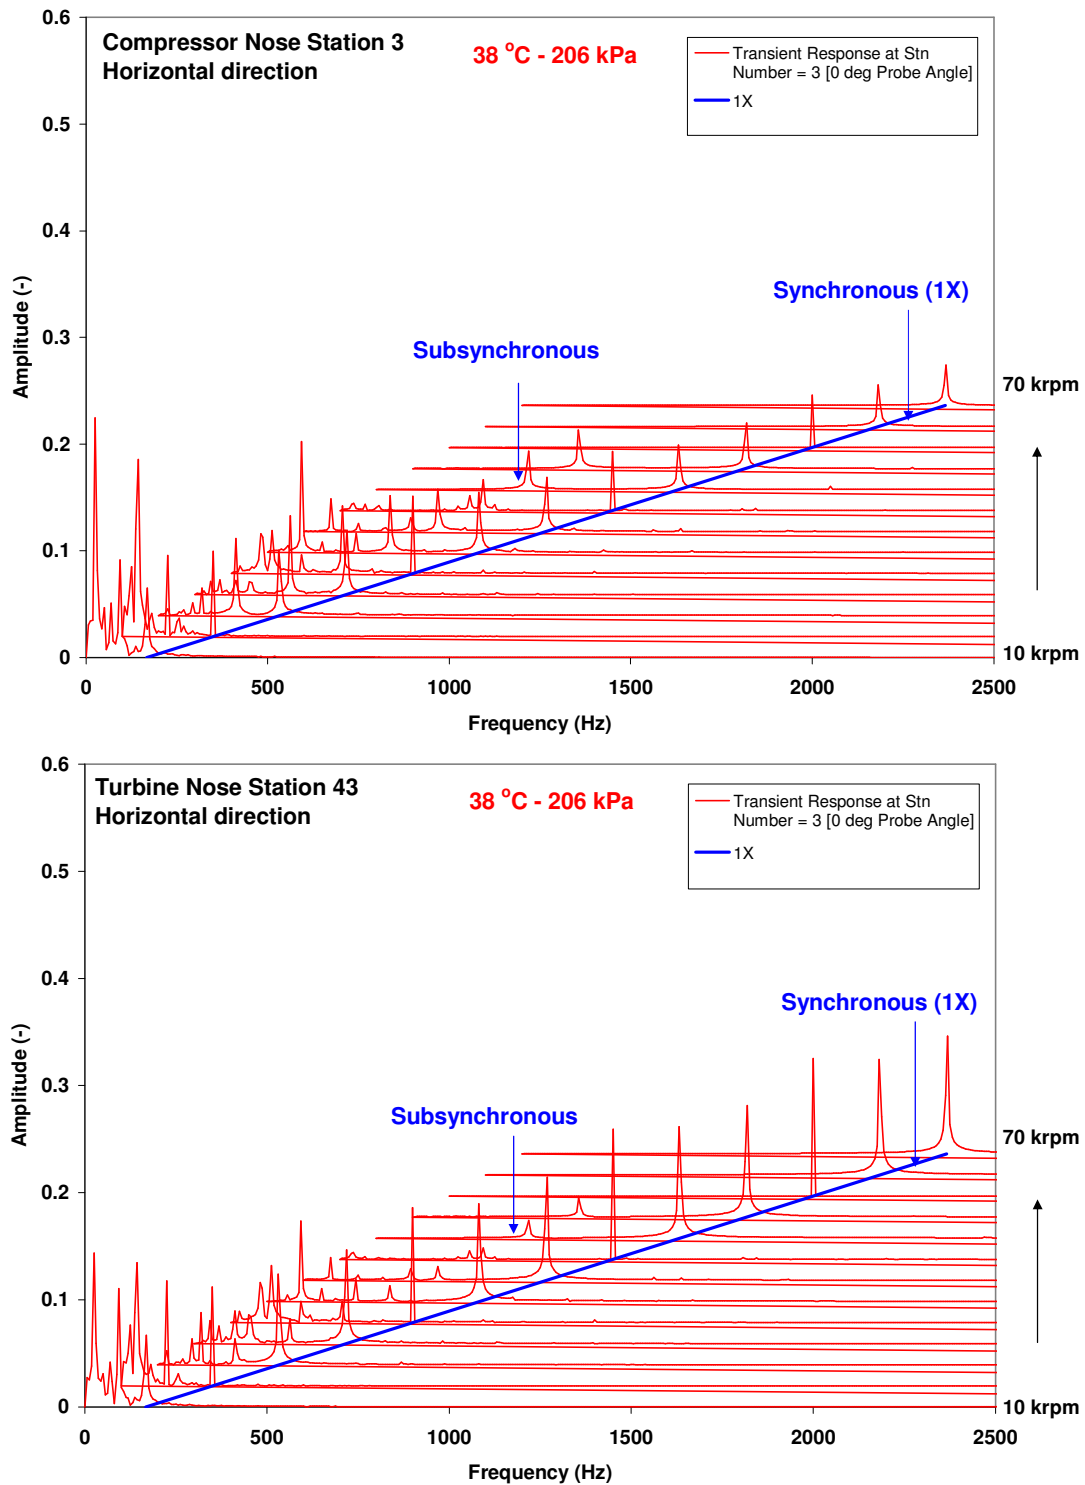 0.6
Compressor Nose Station 3
Horizontal direction
38 °C - 206 kPa
Transient Response at Stn
Number = 3 [0 deg Probe Angle]
1X
0.5
0.4
Amplitude (-)
Synchronous (1X)
0.3
Subsynchronous
70 krpm
0.2
0.1
0
10 krpm
0 500 1000 1500 2000 2500
Frequency (Hz)
0.6
Turbine Nose Station 43
Horizontal direction
38 °C - 206 kPa
Transient Response at Stn
Number = 3 [0 deg Probe Angle]
1X
0.5
0.4
Amplitude (-)
Synchronous (1X)
0.3
Subsynchronous
70 krpm
0.2
0.1
0
10 krpm
0 500 1000 1500 2000 2500
Frequency (Hz)